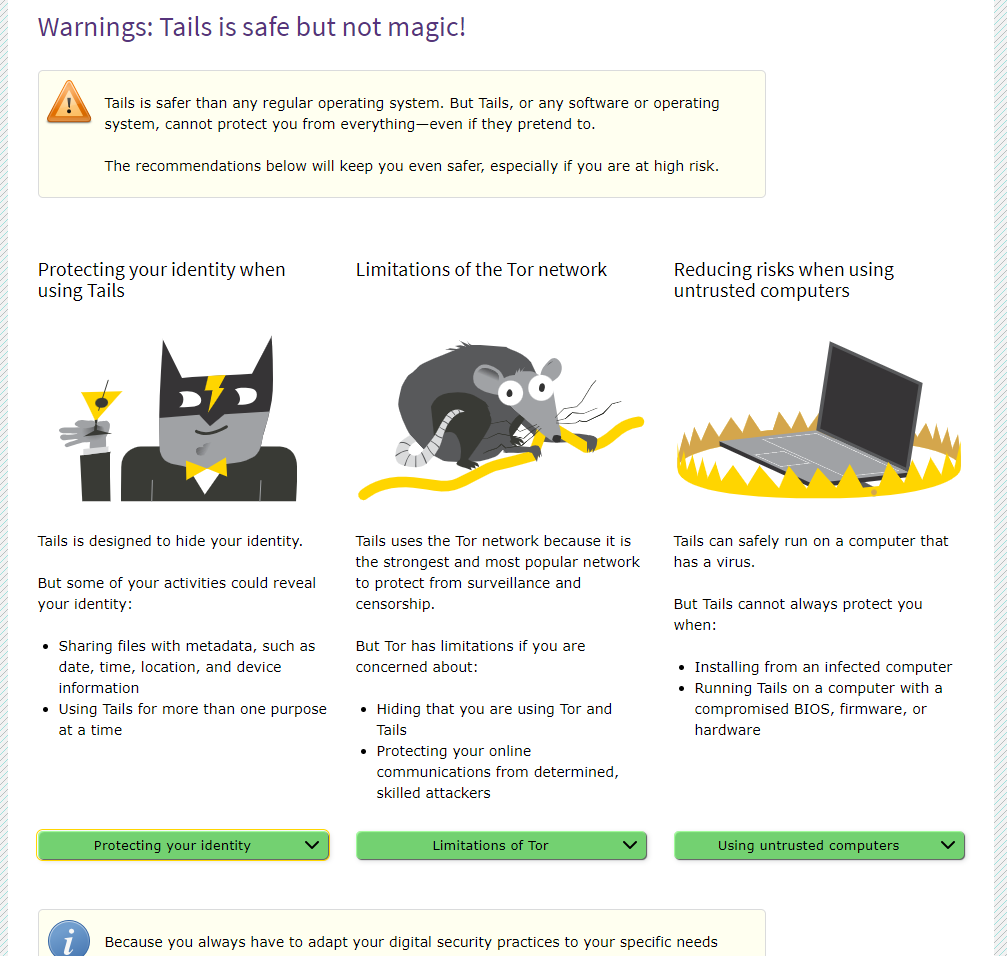 Warnings: Tails is safe but not magic!
Tails is safer than any regular operating system. But Tails, or any software or operating
system, cannot protect you from everything—even if they pretend to.
The recommendations below will keep you even safer, especially if you are at high risk.
Protecting your identity when
using Tails
Tails is designed to hide your identity.
But some of your activities could reveal
your identity:
Sharing files with metadata, such as
date, time, location, and device
information
Using Tails for more than one purpose
at a time
Protecting your identity
Limitations of the Tor network
Tails uses the Tor network because it is
the strongest and most popular network
to protect from surveillance and
censorship.
But Tor has limitations if you are
concerned about:
Hiding that you are using Tor and
Tails
Protecting your online
communications from determined,
skilled attackers
Limitations of Tor
Reducing risks when using
untrusted computers
Tails can safely run on a computer that
has a virus.
But Tails cannot always protect you
when:
Installing from an infected computer
Running Tails on a computer with a
compromised BIOS, firmware, or
hardware
Using untrusted computers
Because you always have to adapt your digital security practices to your specific needs